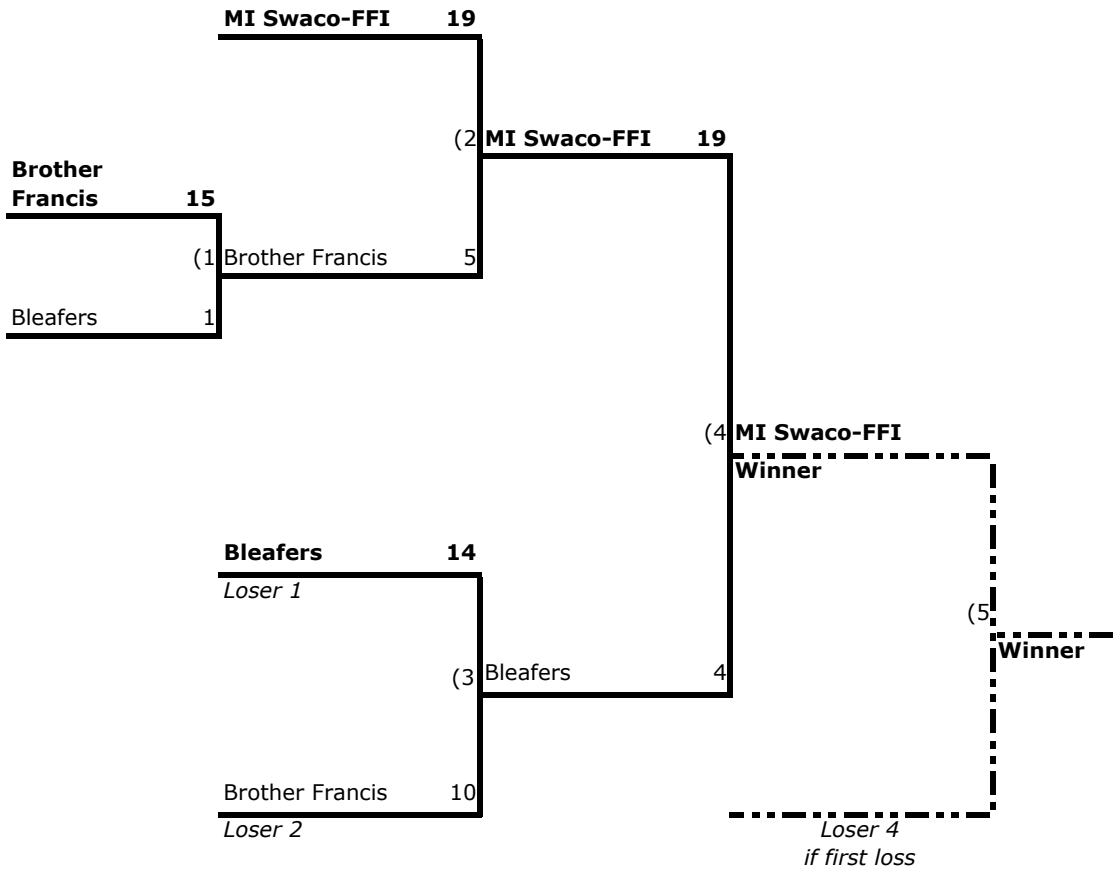 MI Swaco-FFI 19
(2 MI Swaco-FFI 19
Brother
Francis 15
(1 Brother Francis 5
Bleafers 1
(4 MI Swaco-FFI
Winner
Bleafers 14
Loser 1
(5
Winner
(3 Bleafers 4
Brother Francis 10
Loser 2
Loser 4
if first loss